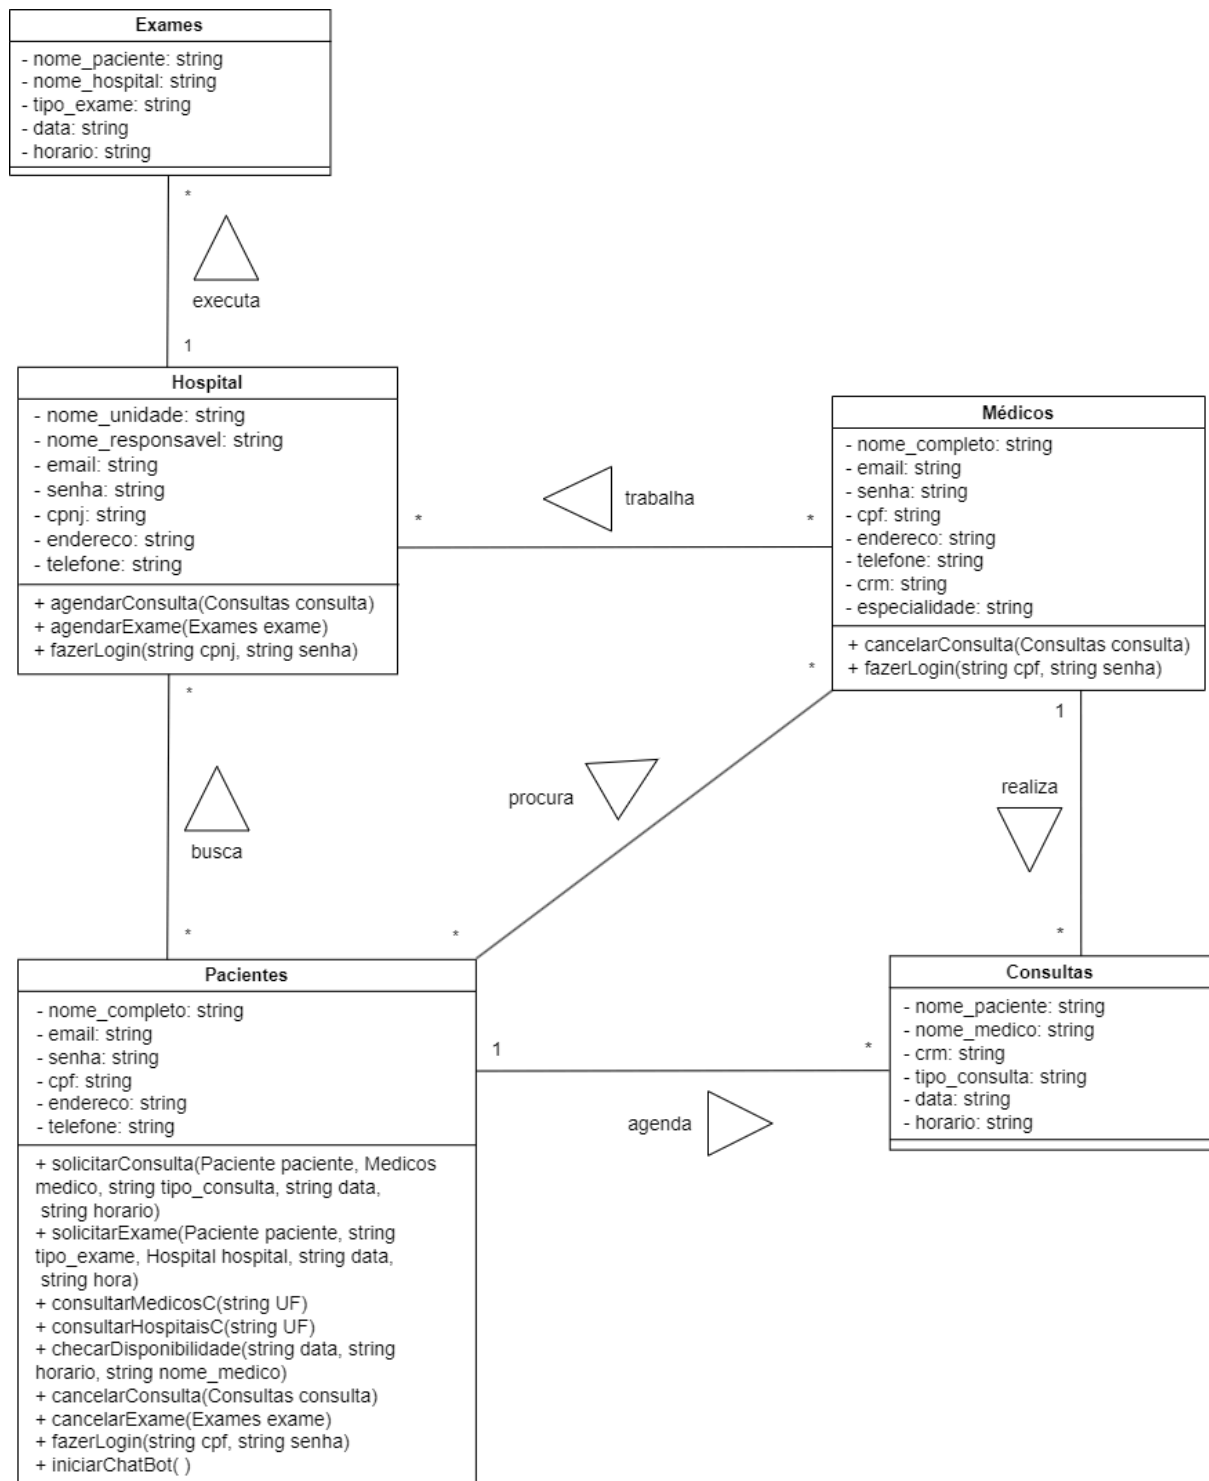 Exames
- nome_paciente: string
- nome_hospital: string
- tipo_exame: string
- data: string
- horario: string
*
executa
1
Hospital
- nome_unidade: string
- nome_responsavel: string
- email: string
- senha: string
- cpnj: string
- endereco: string
- telefone: string
+ agendarConsulta(Consultas consulta)
+ agendarExame(Exames exame)
+ fazerLogin(string cpnj, string senha)
*
trabalha
*
Médicos
- nome_completo: string
- email: string
- senha: string
- cpf: string
- endereco: string
- telefone: string
- crm: string
- especialidade: string
+ cancelarConsulta(Consultas consulta)
+ fazerLogin(string cpf, string senha)
*
busca
*
*
procura
*
1
realiza
*
Pacientes
- nome_completo: string
- email: string
- senha: string
- cpf: string
- endereco: string
- telefone: string
+ solicitarConsulta(Paciente paciente, Medicos
medico, string tipo_consulta, string data,
string horario)
+ solicitarExame(Paciente paciente, string
tipo_exame, Hospital hospital, string data,
string hora)
+ consultarMedicosC(string UF)
+ consultarHospitaisC(string UF)
+ checarDisponibilidade(string data, string
horario, string nome_medico)
+ cancelarConsulta(Consultas consulta)
+ cancelarExame(Exames exame)
+ fazerLogin(string cpf, string senha)
+ iniciarChatBot( )
1
agenda
*
Consultas
- nome_paciente: string
- nome_medico: string
- crm: string
- tipo_consulta: string
- data: string
- horario: string